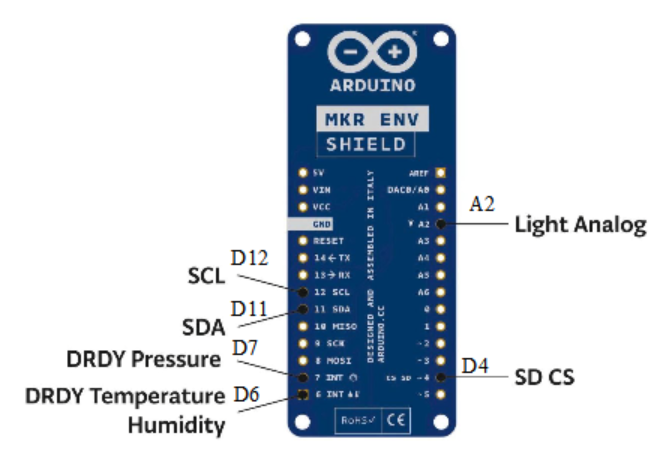 ARDUINO
MKR ENV
SHIELD
5V
VIN
VCC
GND
RESET
14←TX
13→RX
12 SCL
11 SDA
10 MISO
9 SCK
8 MOSI
7 INT
6 INT
DESIGNED AND ASSEMBLED IN ITALY
ARDUINO.CC
AREF
DAC0/A0
A1
A2
A3
A4
A5
A6
0
1
~2
~3
CS SD ~4
~5
RoHS✓ CE
D12
SCL
D11
SDA
DRDY Pressure D7
DRDY Temperature D6
Humidity
A2
Light Analog
D4
SD CS